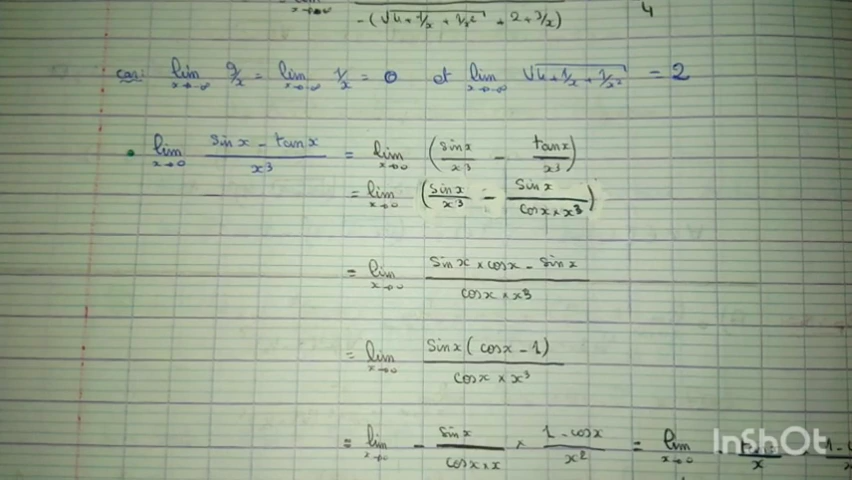 -(√4 + 1/x + 1/x² + 2 + 3/x) 4
car: lim x→-∞ 9/x = lim x→-∞ 1/x = 0 et lim x→-∞ √4 + 1/x + 1/x² = 2
• lim x→0 sin x - tan x / x³ = lim x→0 (sin x / x³ - tan x / x³)
= lim x→0 (sin x / x³ - sin x / cos x × x³)
= lim x→0 sin x × cos x - sin x / cos x × x³
= lim x→0 sin x (cos x - 1) / cos x × x³
= lim x→0 - sin x / cos x × x × 1 - cos x / x² = lim x→0
InShOt